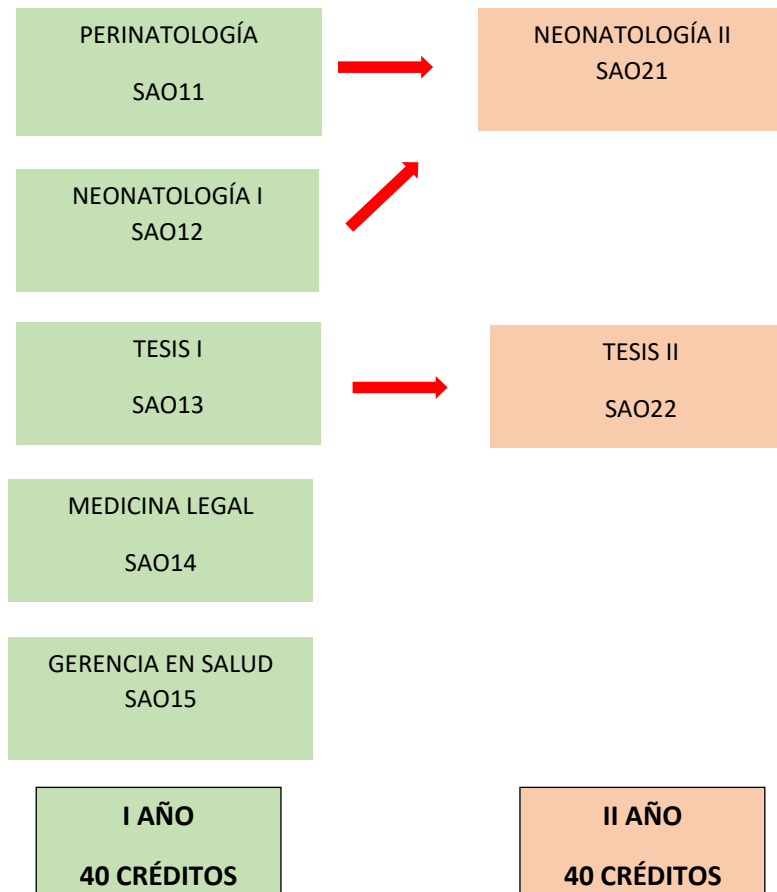 PERINATOLOGÍA
SAO11
NEONATOLOGÍA II
SAO21
NEONATOLOGÍA I
SAO12
TESIS I
SAO13
TESIS II
SAO22
MEDICINA LEGAL
SAO14
GERENCIA EN SALUD
SAO15
I AÑO
40 CRÉDITOS
II AÑO
40 CRÉDITOS